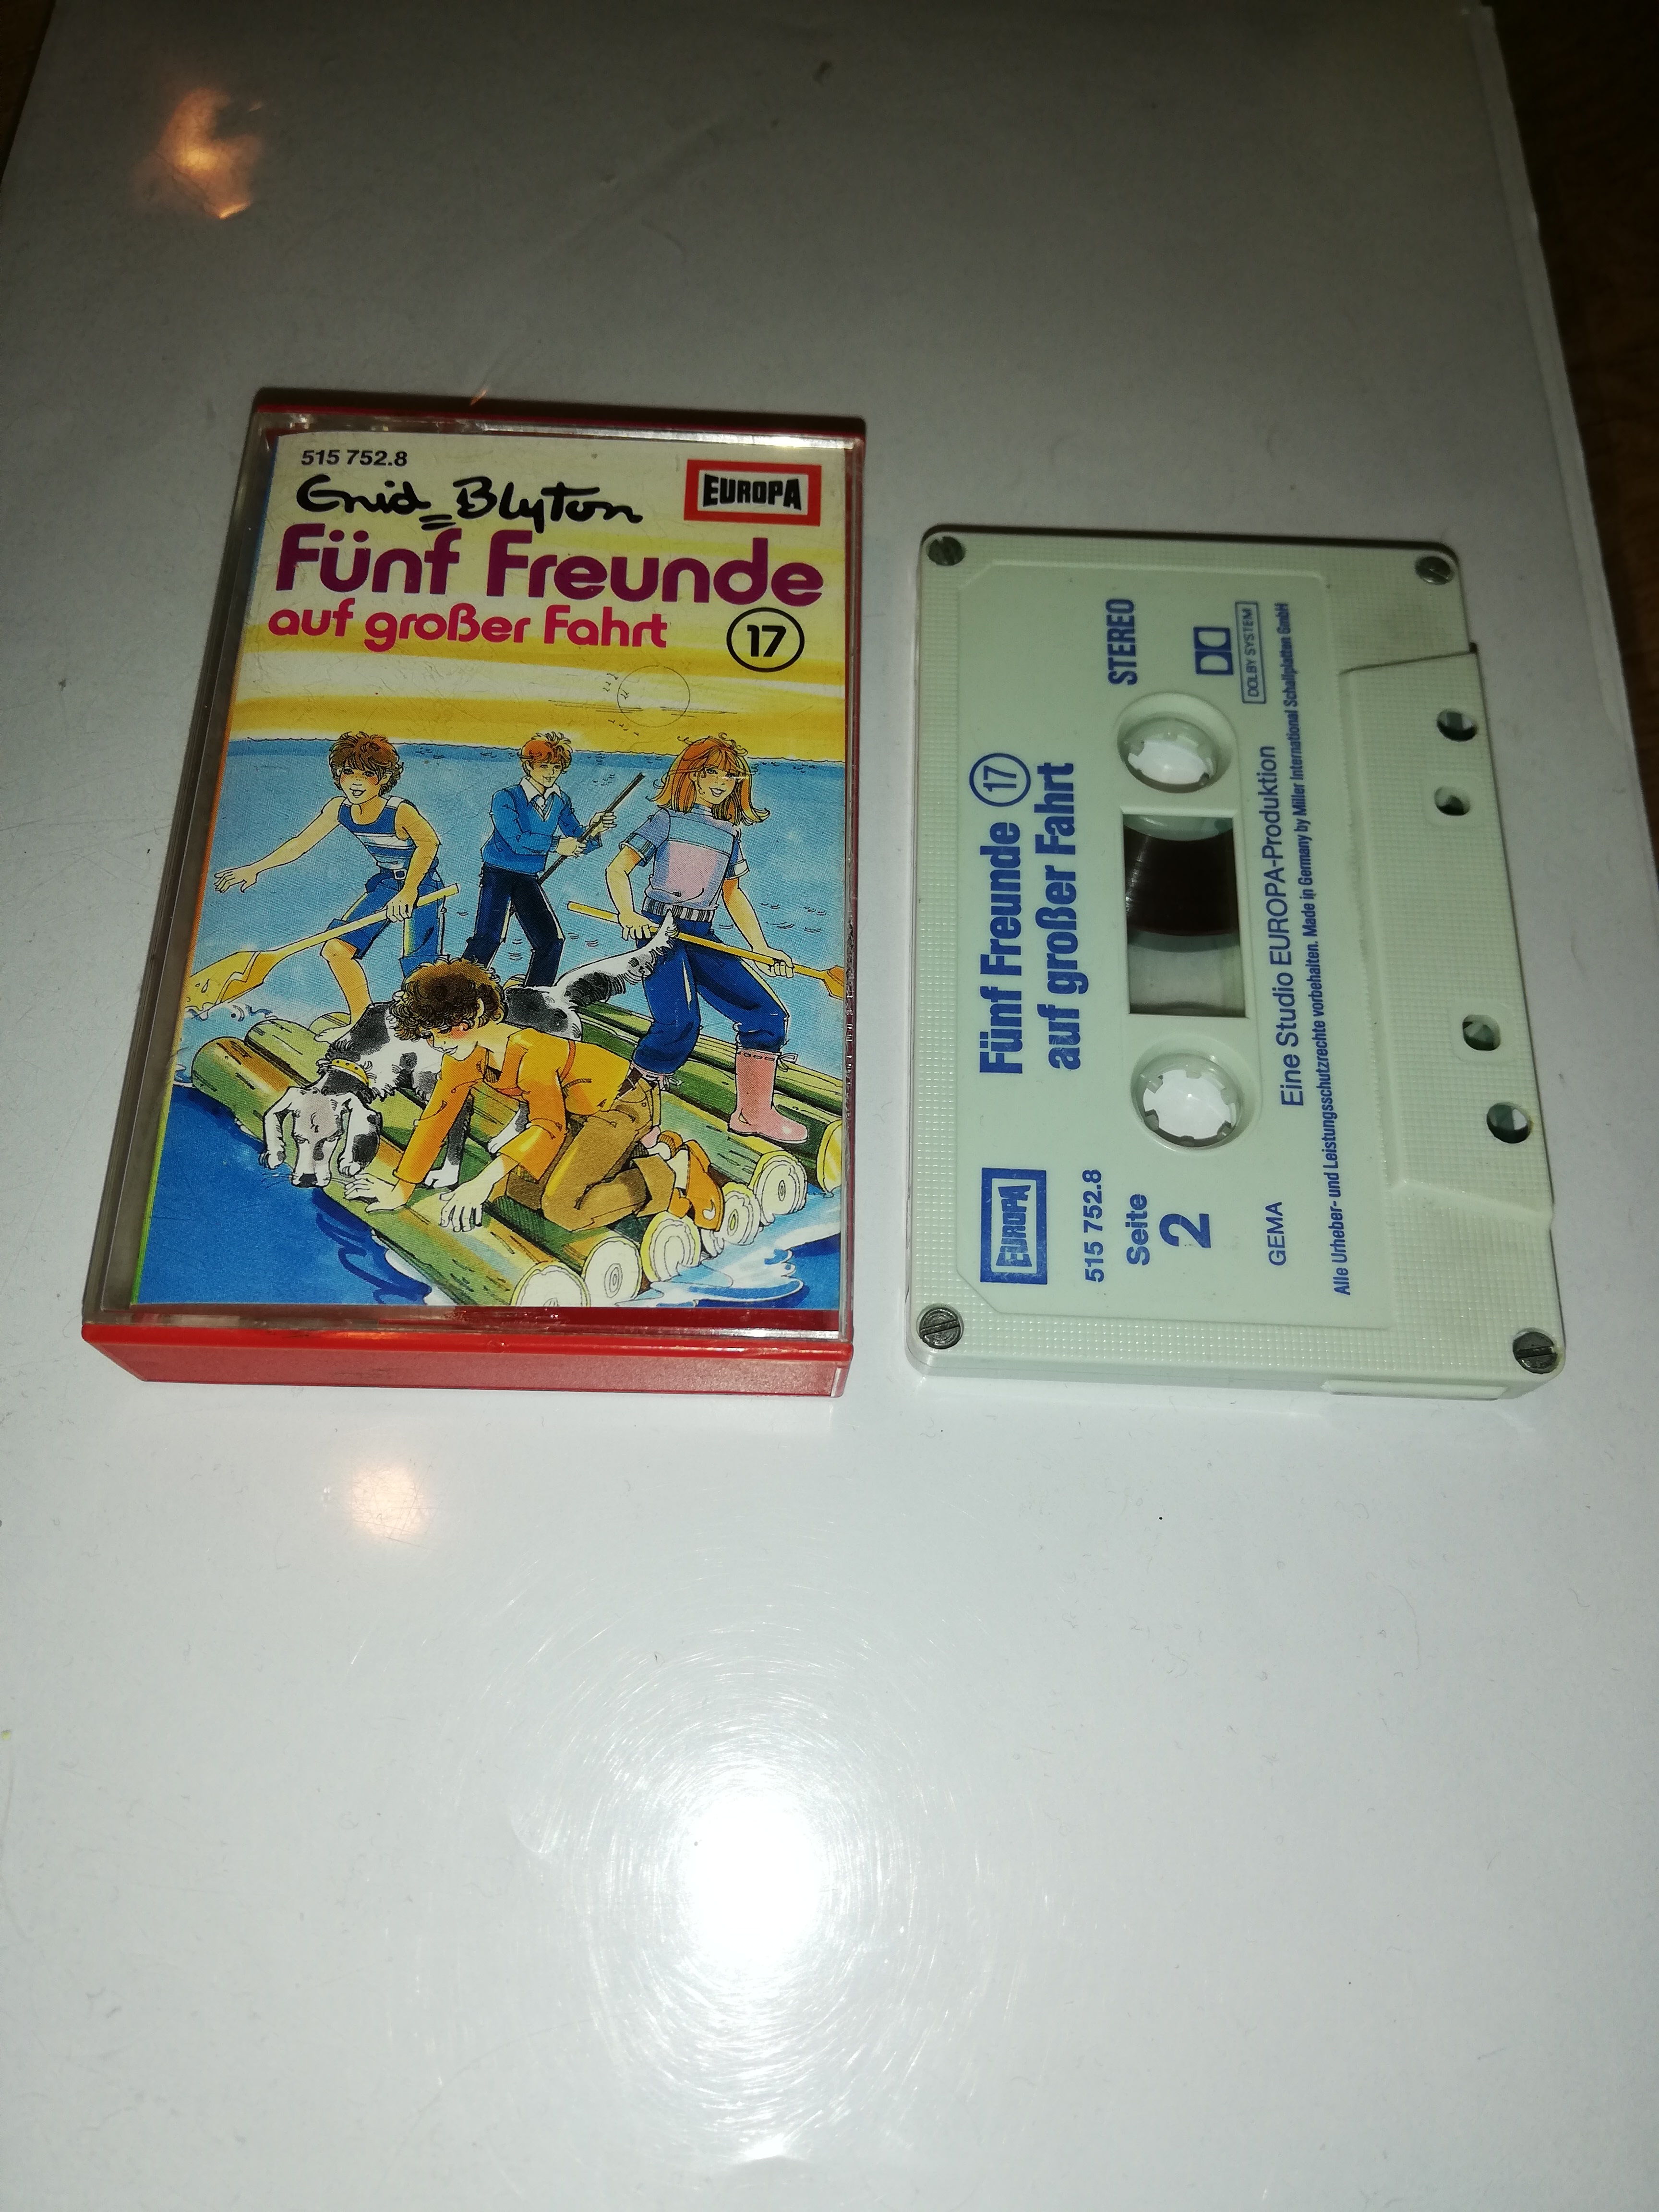 515 752.8
EUROPA
Enid Blyton
Fünf Freunde
auf großer Fahrt
17
Fünf Freunde 17
auf großer Fahrt
STEREO
DOLBY SYSTEM
EUROPA
515 752.8
Seite
2
GEMA
Eine Studio EUROPA-Produktion
Alle Urheber- und Leistungsschutzrechte vorbehalten. Made in Germany by Miller International Schallplatten GmbH